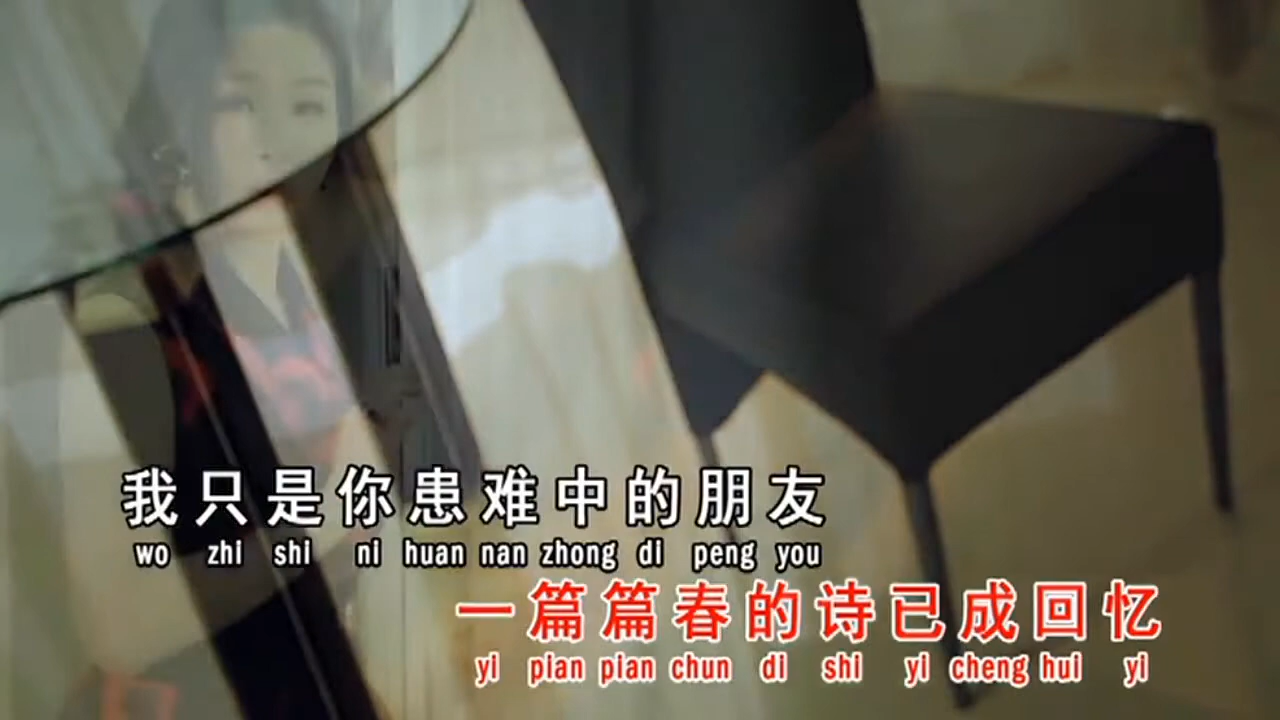 我只是你患难中的朋友
wo zhi shi ni huan nan zhong di peng you
一篇篇春的诗已成回忆
yi pian pian chun di shi yi cheng hui yi